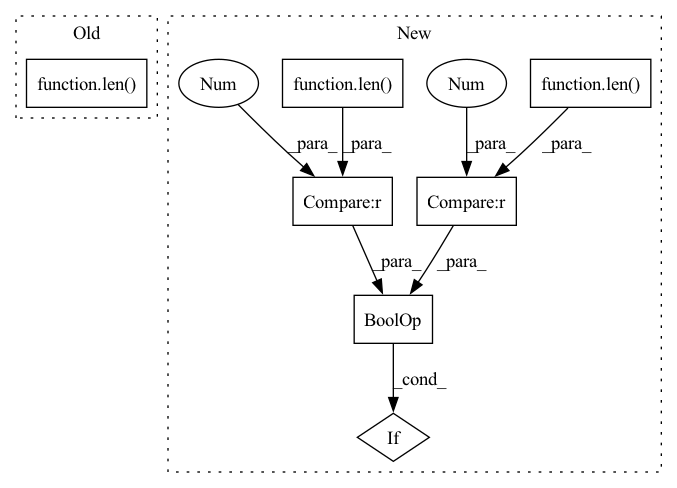 Old
New
function.len()
Num
function.len()
Num
function.len()
_para_
_para_
_para_
_para_
Compare:r
Compare:r
_para_
_para_
BoolOp
_cond_
If